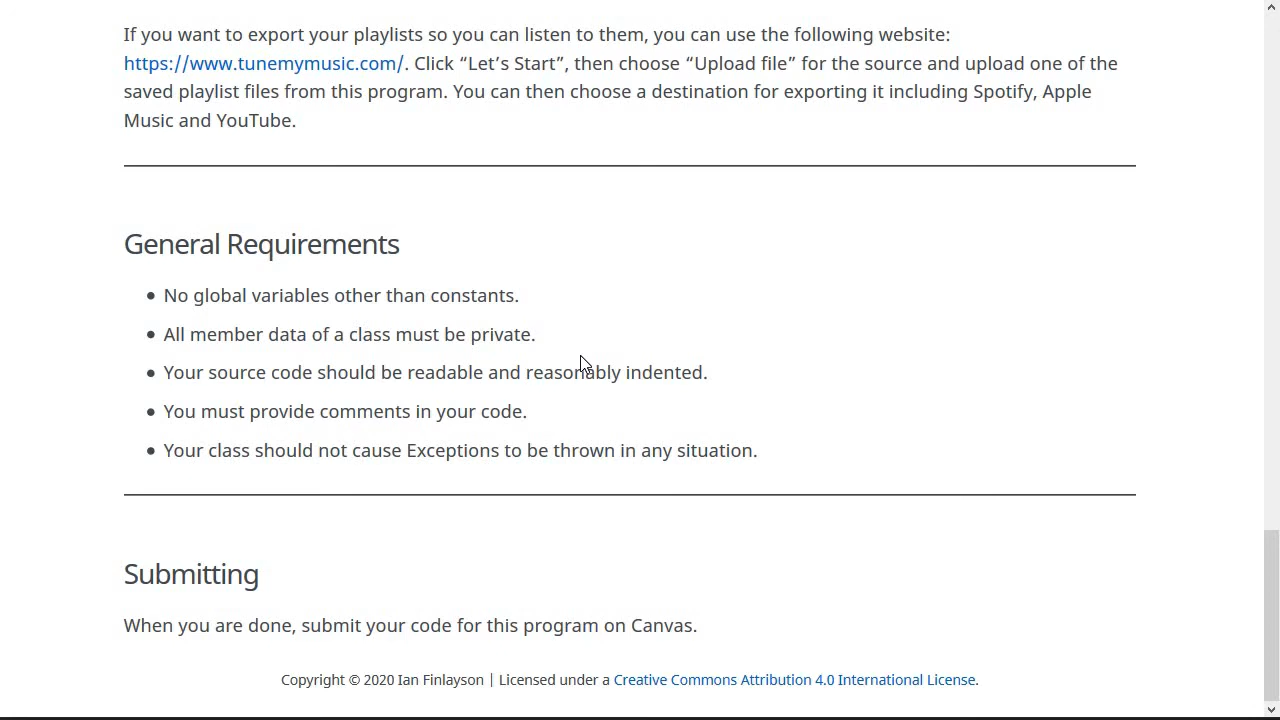 If you want to export your playlists so you can listen to them, you can use the following website:
https://www.tunemymusic.com/. Click “Let’s Start”, then choose “Upload file” for the source and upload one of the
saved playlist files from this program. You can then choose a destination for exporting it including Spotify, Apple
Music and YouTube.
General Requirements
• No global variables other than constants.
• All member data of a class must be private.
• Your source code should be readable and reasonably indented.
• You must provide comments in your code.
• Your class should not cause Exceptions to be thrown in any situation.
Submitting
When you are done, submit your code for this program on Canvas.
Copyright © 2020 Ian Finlayson | Licensed under a Creative Commons Attribution 4.0 International License.